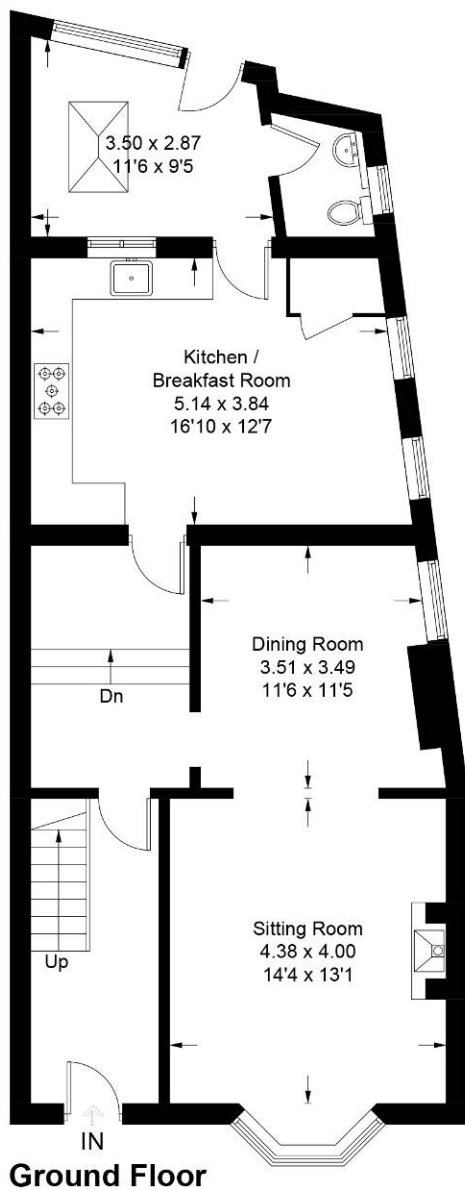 3.50 x 2.87
11'6 x 9'5
Kitchen /
Breakfast Room
5.14 x 3.84
16'10 x 12'7
Dining Room
3.51 x 3.49
11'6 x 11'5
Dn
Sitting Room
4.38 x 4.00
14'4 x 13'1
Up
IN
Ground Floor